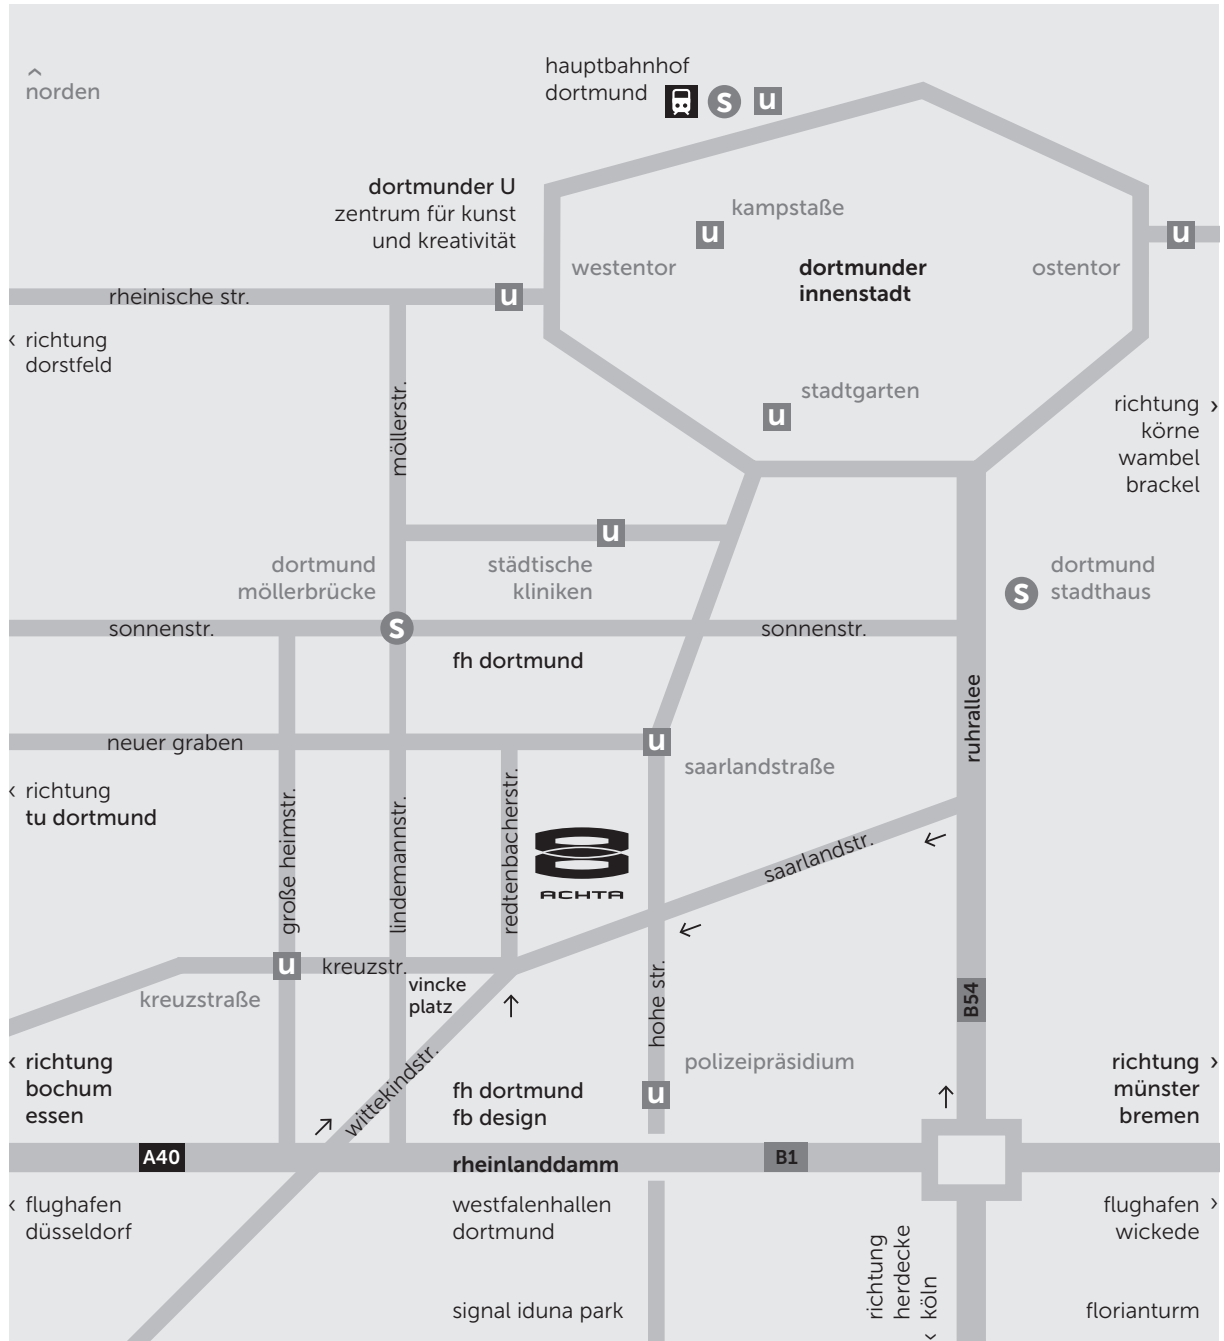 norden
hauptbahnhof
dortmund
S
u
dortmunder U
zentrum für kunst
und kreativität
kampstaße
u
u
westentor
dortmunder
innenstadt
ostentor
rheinische str.
u
richtung
dorstfeld
möllerstr.
stadtgarten
u
richtung
körne
wambel
brackel
u
dortmund
möllerbrücke
städtische
kliniken
S
dortmund
stadthaus
sonnenstr.
S
sonnenstr.
fh dortmund
ruhrallee
neuer graben
u
saarlandstraße
richtung
tu dortmund
große heimstr.
lindemannstr.
redtenbacherstr.
ACHTA
saarlandstr.
u
kreuzstr.
kreuzstraße
vincke
platz
hohe str.
B54
wittekindstr.
richtung
bochum
essen
fh dortmund
fb design
polizeipräsidium
u
richtung
münster
bremen
A40
rheinlanddamm
B1
flughafen
düsseldorf
westfalenhallen
dortmund
richtung
herdecke
köln
flughafen
wickede
signal iduna park
florianturm